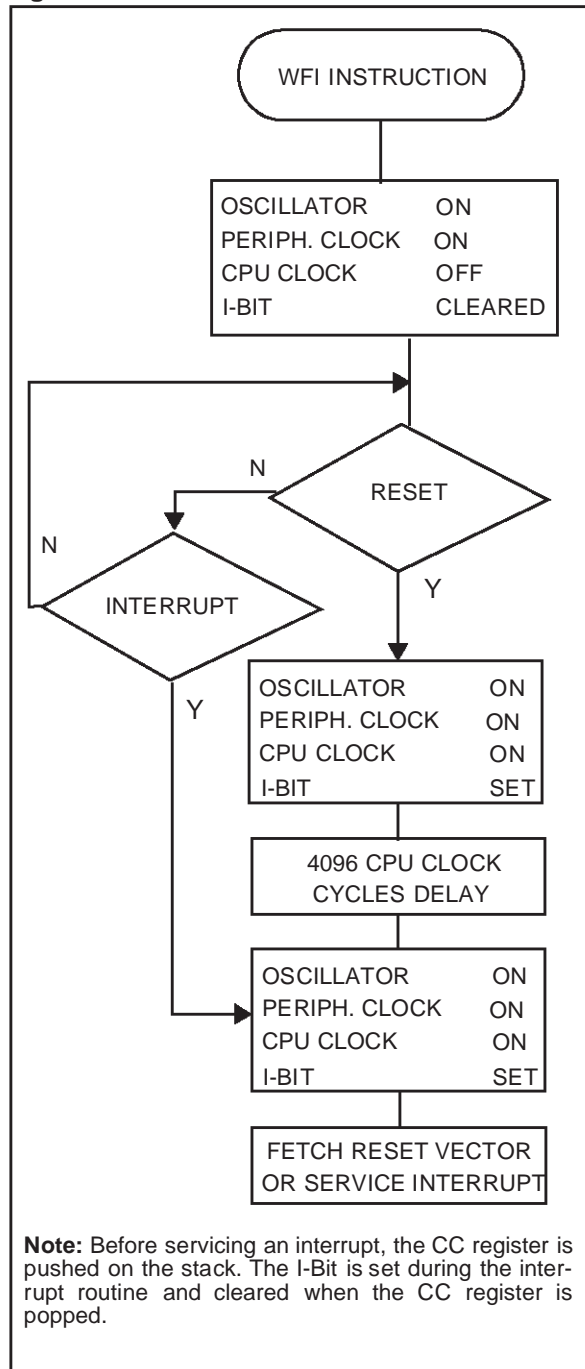 WFI INSTRUCTION
OSCILLATOR ON
PERIPH. CLOCK ON
CPU CLOCK OFF
I-BIT CLEARED
N
RESET
N
INTERRUPT
Y
Y
OSCILLATOR ON
PERIPH. CLOCK ON
CPU CLOCK ON
I-BIT SET
4096 CPU CLOCK
CYCLES DELAY
OSCILLATOR ON
PERIPH. CLOCK ON
CPU CLOCK ON
I-BIT SET
FETCH RESET VECTOR
OR SERVICE INTERRUPT
Note: Before servicing an interrupt, the CC register is
pushed on the stack. The I-Bit is set during the inter-
rupt routine and cleared when the CC register is
popped.